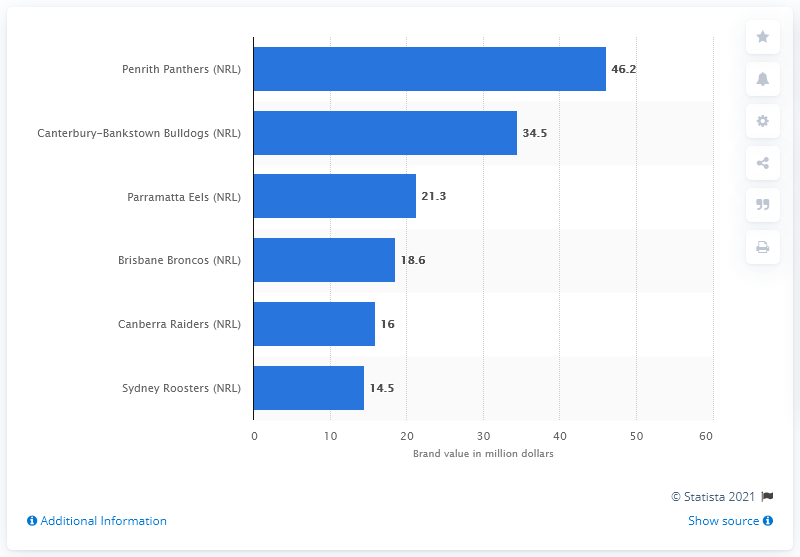 Penrith Panthers (NRL) 46.2
Canterbury-Bankstown Bulldogs (NRL) 34.5
Parramatta Eels (NRL) 21.3
Brisbane Broncos (NRL) 18.6
Canberra Raiders (NRL) 16
Sydney Roosters (NRL) 14.5
0 10 20 30 40 50 60
Brand value in million dollars
© Statista 2021
Additional Information Show source